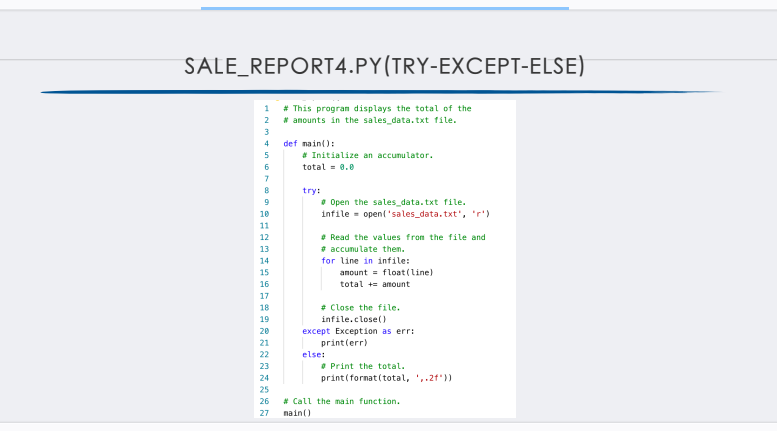 SALE_REPORT4.PY(TRY-EXCEPT-ELSE)
1 # This program displays the total of the
2 # amounts in the sales_data.txt file.
3
4 def main():
5     # Initialize an accumulator.
6     total = 0.0
7
8     try:
9         # Open the sales_data.txt file.
10         infile = open('sales_data.txt', 'r')
11
12         # Read the values from the file and
13         # accumulate them.
14         for line in infile:
15             amount = float(line)
16             total += amount
17
18         # Close the file.
19         infile.close()
20     except Exception as err:
21         print(err)
22     else:
23         # Print the total.
24         print(format(total, ',.2f'))
25
26 # Call the main function.
27 main()